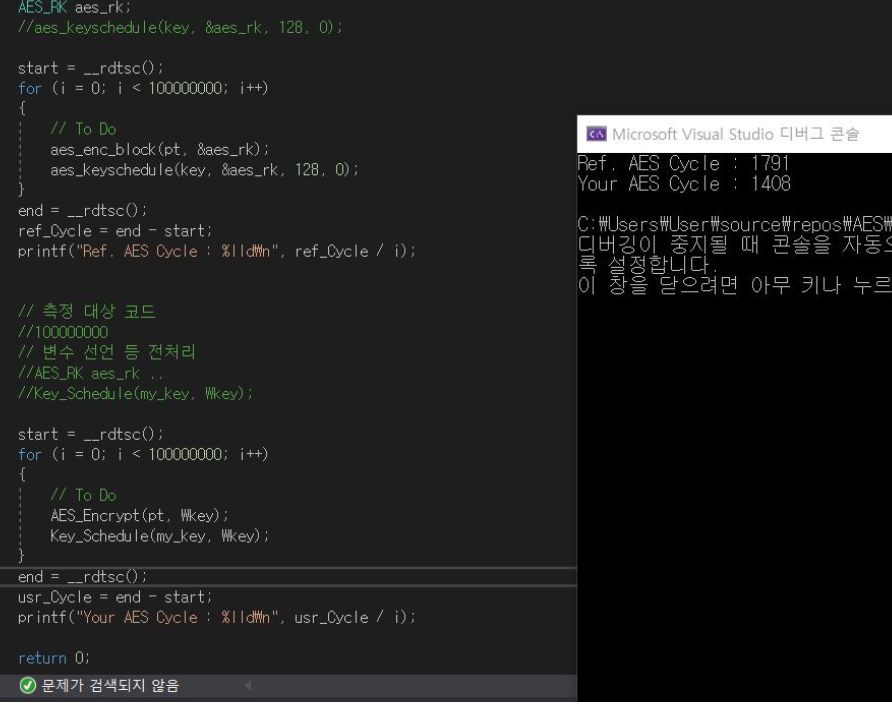 AES_RK aes_rk;
//aes_keyschedule(key, &aes_rk, 128, 0);
start = __rdtsc();
for (i = 0; i < 100000000; i++)
{
// To Do
aes_enc_block(pt, &aes_rk);
aes_keyschedule(key, &aes_rk, 128, 0);
}
end = __rdtsc();
ref_Cycle = end - start;
printf("Ref. AES Cycle : %lld₩n", ref_Cycle / i);
// 측정 대상 코드
//100000000
// 변수 선언 등 전처리
//AES_RK aes_rk ..
//Key_Schedule(my_key, Wkey);
start = __rdtsc();
for (i = 0; i < 100000000; i++)
{
// To Do
AES_Encrypt(pt, Wkey);
Key_Schedule(my_key, Wkey);
}
end = __rdtsc();
usr_Cycle = end - start;
printf("Your AES Cycle : %lld₩n", usr_Cycle / i);
return 0;
문제가 검색되지 않음
Microsoft Visual Studio 디버그 콘솔
Ref. AES Cycle : 1791
Your AES Cycle : 1408
C:₩Users₩User₩source₩repos₩AES₩
디버깅이 중지될 때 콘솔을 자동으
록 설정합니다.
이 창을 닫으려면 아무 키나 누르